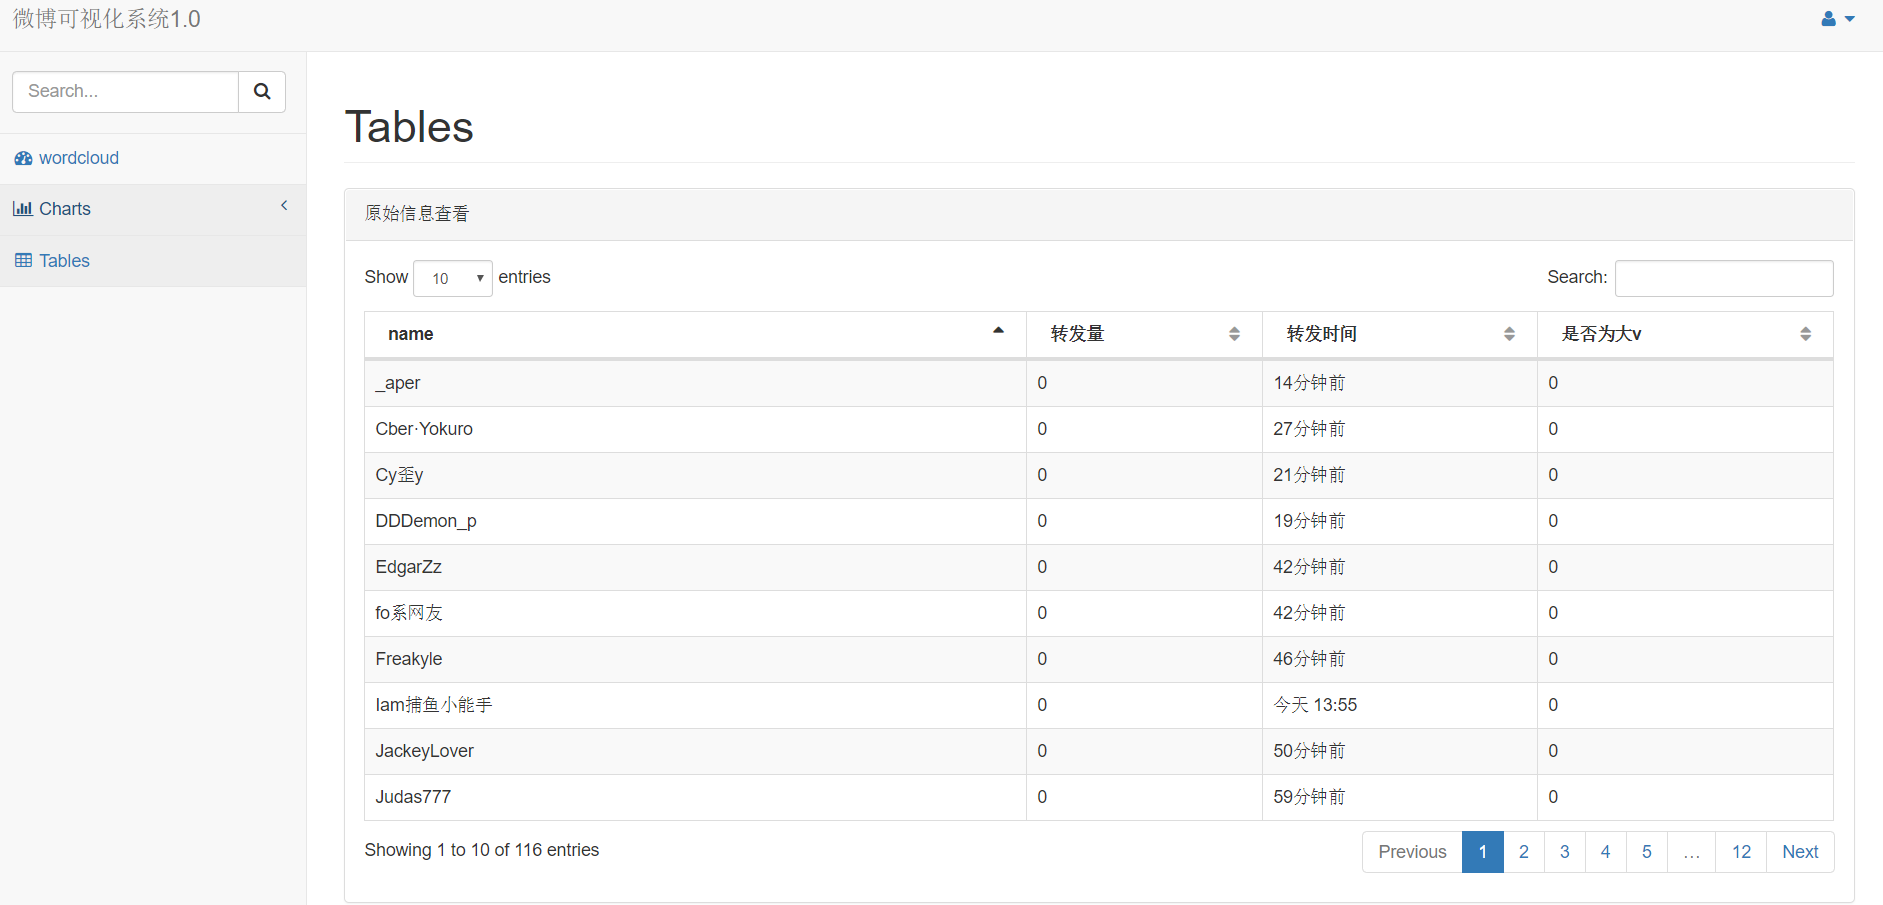 微博可视化系统1.0
Search...
wordcloud
Charts
Tables
Tables
原始信息查看
Show 10 entries Search:
name 转发量 转发时间 是否为大v
_aper 0 14分钟前 0
Cber·Yokuro 0 27分钟前 0
Cy歪y 0 21分钟前 0
DDDemon_p 0 19分钟前 0
EdgarZz 0 42分钟前 0
fo系网友 0 42分钟前 0
Freakyle 0 46分钟前 0
Iam捕鱼小能手 0 今天 13:55 0
JackeyLover 0 50分钟前 0
Judas777 0 59分钟前 0
Showing 1 to 10 of 116 entries Previous 1 2 3 4 5 … 12 Next